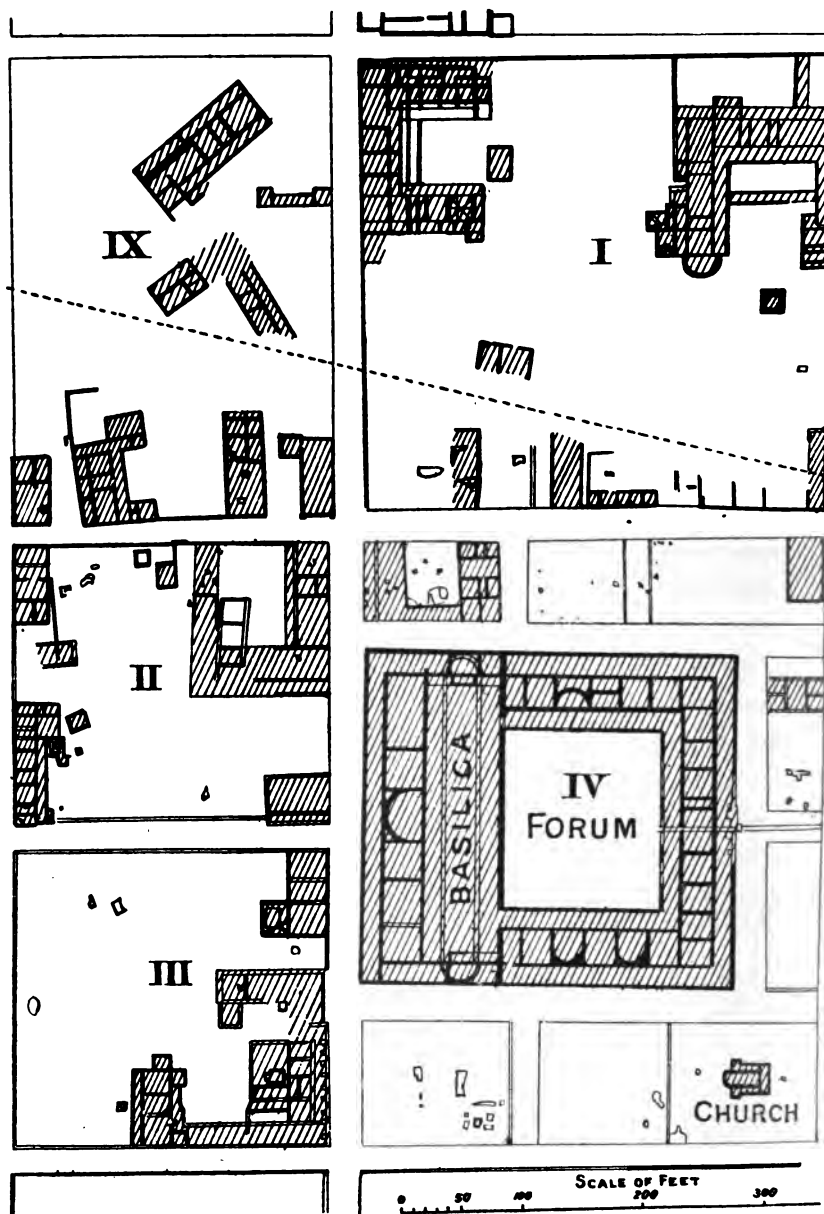 IX
I
II
BASILICA
IV
FORUM
III
CHURCH
SCALE OF FEET
0 50 100 200 300